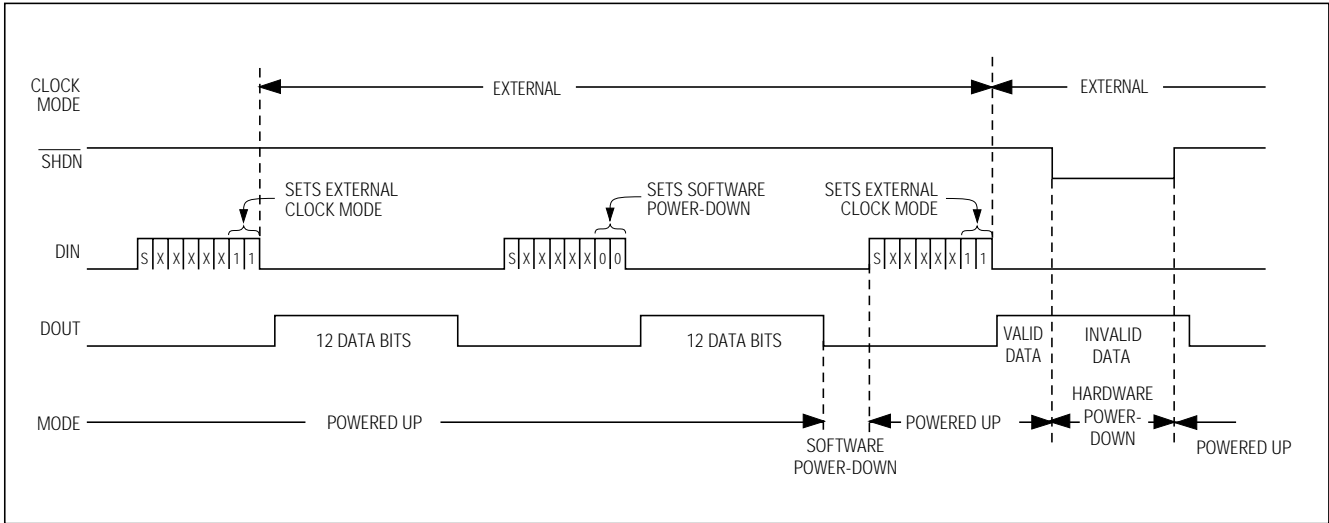 CLOCK
MODE
EXTERNAL
EXTERNAL
SHDN
SETS EXTERNAL
CLOCK MODE
SETS SOFTWARE
POWER-DOWN
SETS EXTERNAL
CLOCK MODE
DIN
S X X X X X 1 1
S X X X X X 0 0
S X X X X X 1 1
DOUT
12 DATA BITS
12 DATA BITS
VALID
DATA
INVALID
DATA
MODE
POWERED UP
SOFTWARE
POWER-DOWN
POWERED UP
HARDWARE
POWER-
DOWN
POWERED UP